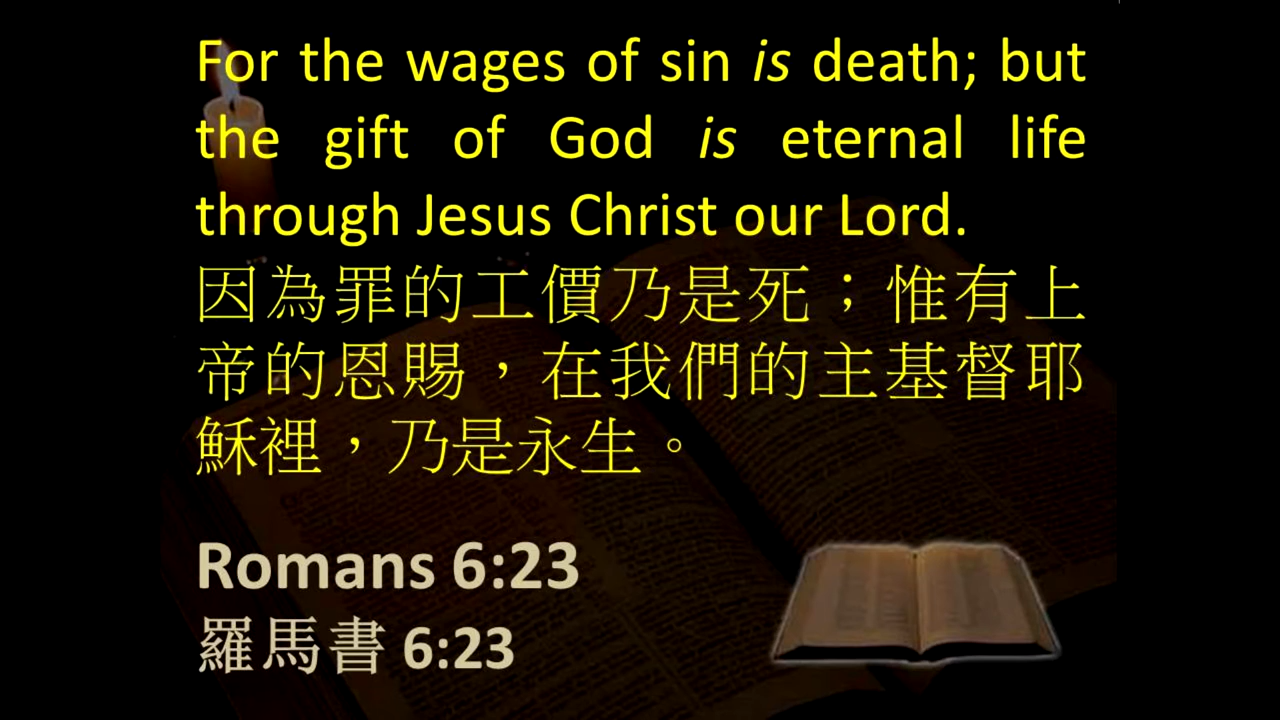 For the wages of sin is death; but
the gift of God is eternal life
through Jesus Christ our Lord.
因為罪的工價乃是死；惟有上
帝的恩賜，在我們的主基督耶
穌裡，乃是永生。
Romans 6:23
羅馬書 6:23